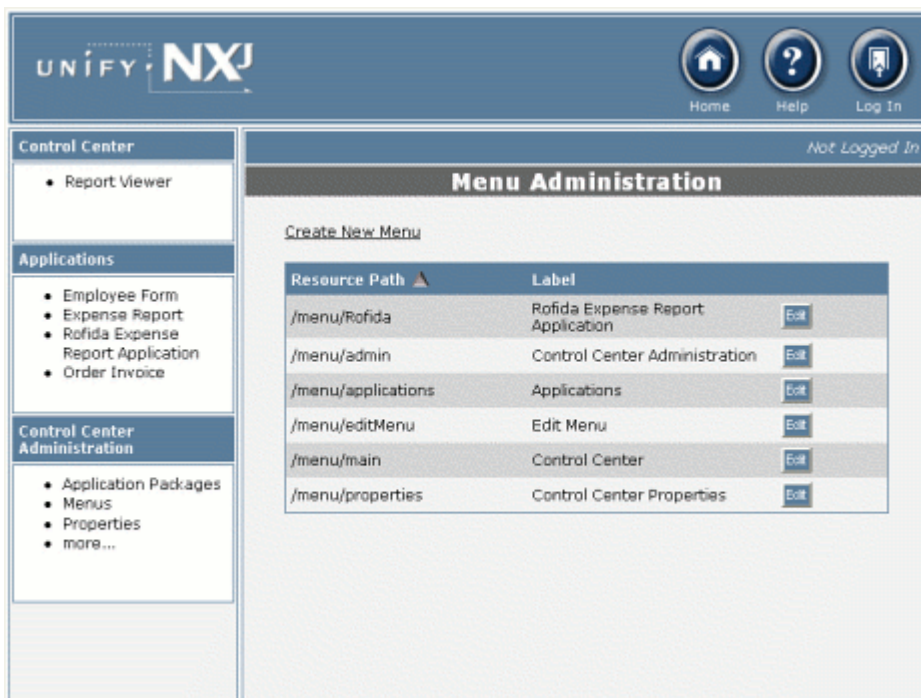 UNIFY NXJ
Home Help Log In
Control Center
Not Logged In
• Report Viewer
Menu Administration
Create New Menu
Applications
• Employee Form
• Expense Report
• Rofida Expense
Report Application
• Order Invoice
Resource Path Label
/menu/Rofida Rofida Expense Report
Application Edit
/menu/admin Control Center Administration Edit
/menu/applications Applications Edit
/menu/editMenu Edit Menu Edit
/menu/main Control Center Edit
/menu/properties Control Center Properties Edit
Control Center
Administration
• Application Packages
• Menus
• Properties
• more...